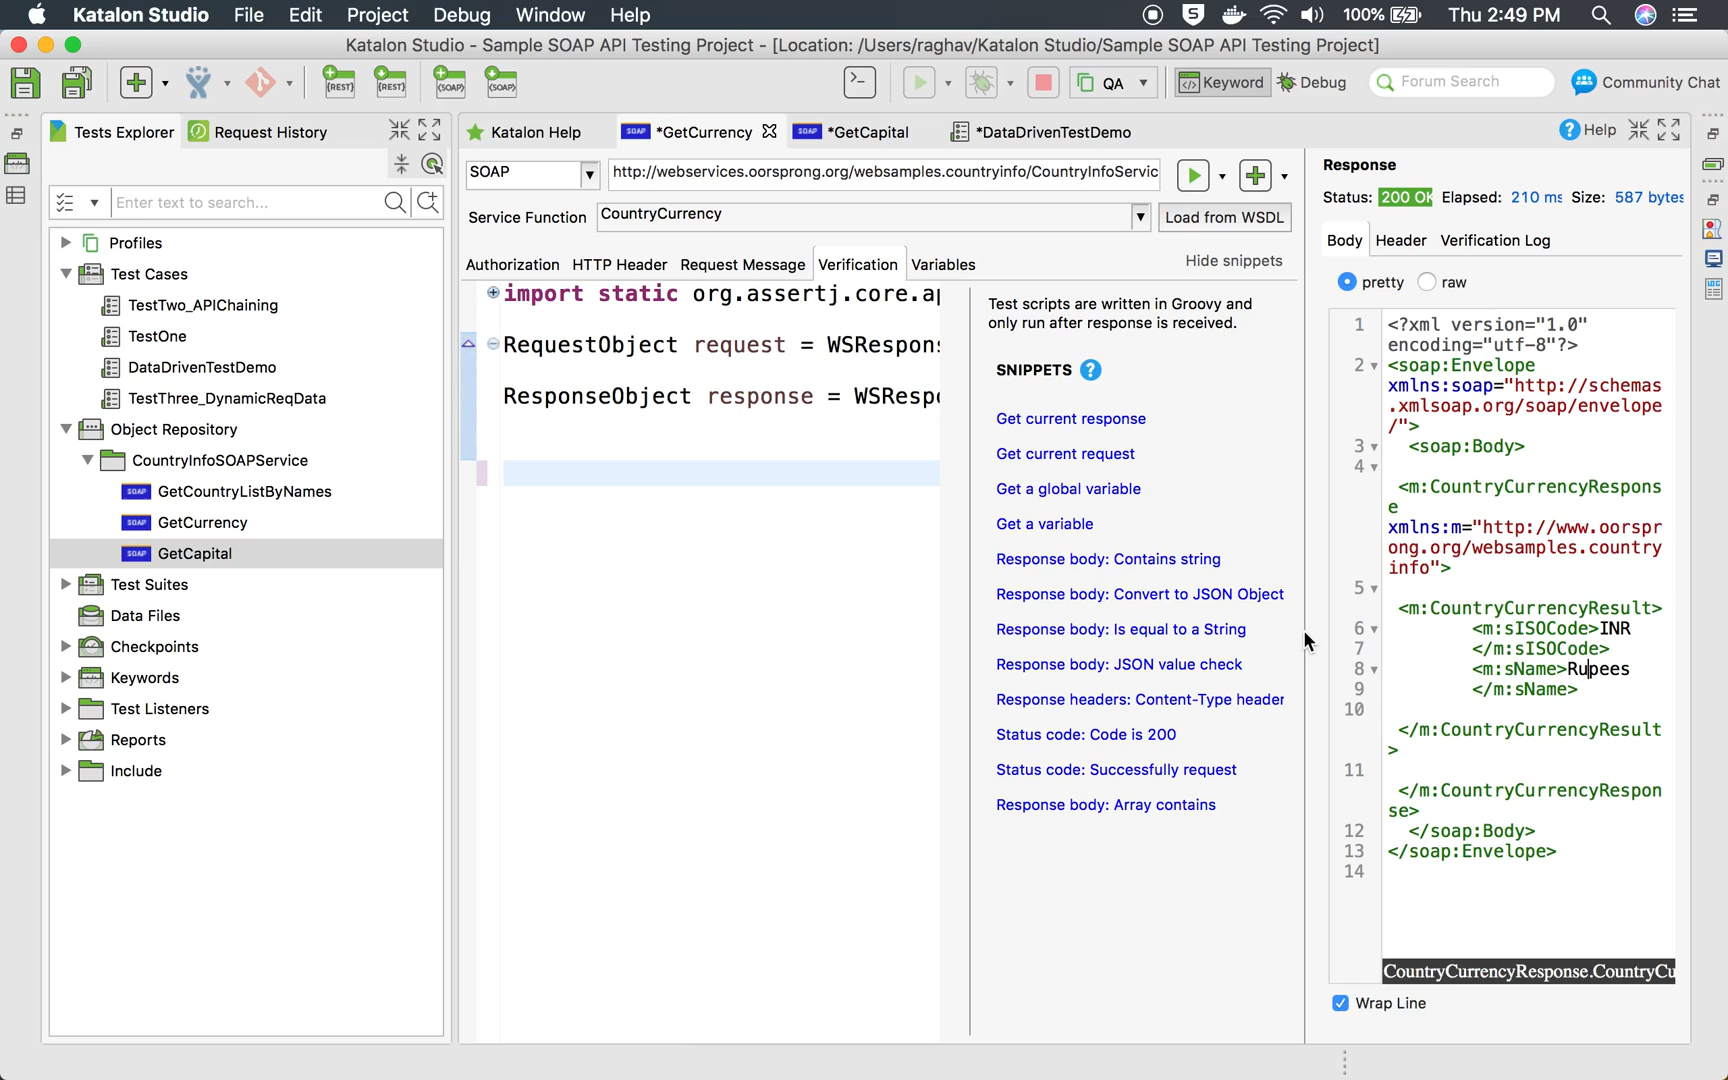 Katalon Studio File Edit Project Debug Window Help 100% Thu 2:49 PM
Katalon Studio - Sample SOAP API Testing Project - [Location: /Users/raghav/Katalon Studio/Sample SOAP API Testing Project]
{REST} {REST} {SOAP} {SOAP} QA Keyword Debug Forum Search Community Chat
Tests Explorer Request History
Enter text to search...
Profiles
Test Cases
TestTwo_APIChaining
TestOne
DataDrivenTestDemo
TestThree_DynamicReqData
Object Repository
CountryInfoSOAPService
SOAP GetCountryListByNames
SOAP GetCurrency
SOAP GetCapital
Test Suites
Data Files
Checkpoints
Keywords
Test Listeners
Reports
Include
Katalon Help SOAP *GetCurrency SOAP *GetCapital *DataDrivenTestDemo
SOAP http://webservices.oorsprong.org/websamples.countryinfo/CountryInfoServic
Service Function CountryCurrency Load from WSDL
Authorization HTTP Header Request Message Verification Variables Hide snippets
import static org.assertj.core.ap
RequestObject request = WSRespons
ResponseObject response = WSRespo
Test scripts are written in Groovy and
only run after response is received.
SNIPPETS ?
Get current response
Get current request
Get a global variable
Get a variable
Response body: Contains string
Response body: Convert to JSON Object
Response body: Is equal to a String
Response body: JSON value check
Response headers: Content-Type header
Status code: Code is 200
Status code: Successfully request
Response body: Array contains
? Help
Response
Status: 200 OK Elapsed: 210 ms Size: 587 bytes
Body Header Verification Log
pretty raw
1 <?xml version="1.0"
encoding="utf-8"?>
2 <soap:Envelope
xmlns:soap="http://schemas
.xmlsoap.org/soap/envelope
/">
3 <soap:Body>
4
<m:CountryCurrencyRespons
e
xmlns:m="http://www.oorspr
ong.org/websamples.country
info">
5
<m:CountryCurrencyResult>
6 <m:sISOCode>INR
7 </m:sISOCode>
8 <m:sName>Rupees
9 </m:sName>
10
</m:CountryCurrencyResult
>
11
</m:CountryCurrencyRespon
se>
12 </soap:Body>
13 </soap:Envelope>
14
CountryCurrencyResponse.CountryCu
Wrap Line